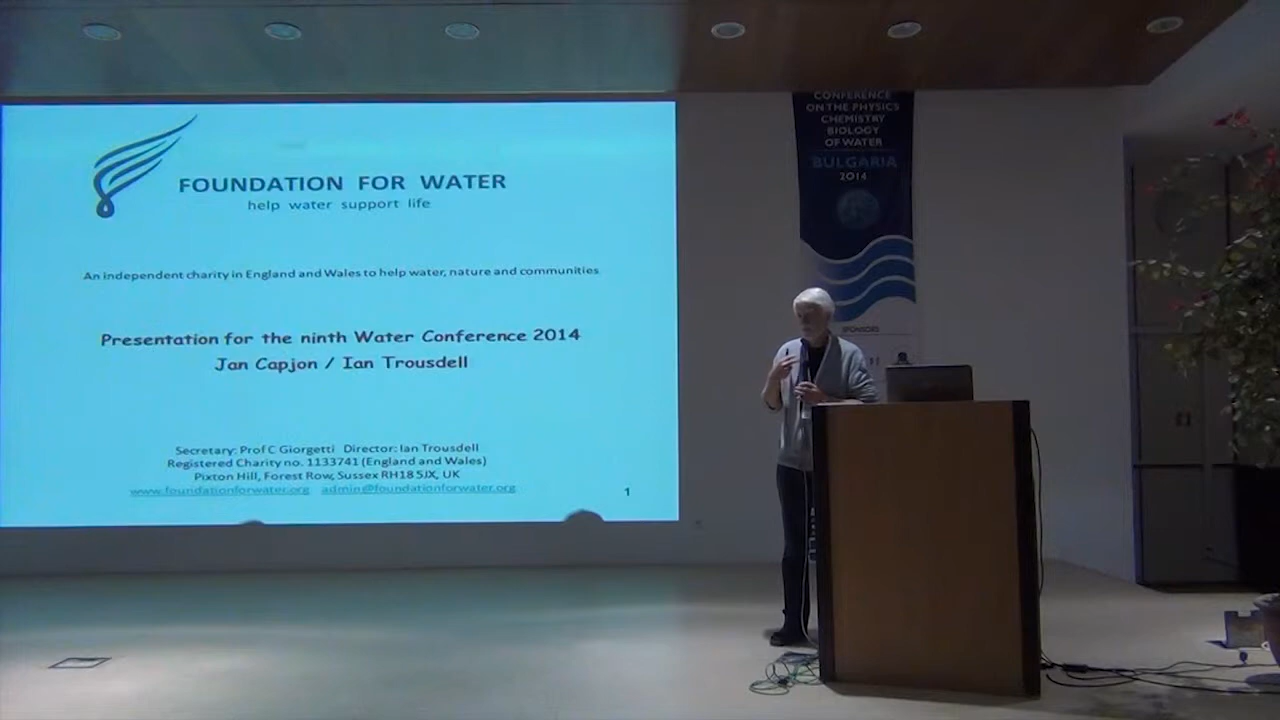 FOUNDATION FOR WATER
help water support life
An independent charity in England and Wales to help water, nature and communities
Presentation for the ninth Water Conference 2014
Jan Capjon / Ian Trousdell
Secretary: Prof C Giorgetti Director: Ian Trousdell
Registered Charity no. 1133741 (England and Wales)
Pixton Hill, Forest Row, Sussex RH18 5JX, UK
www.foundationforwater.org admin@foundationforwater.org
1
CONFERENCE
ON THE PHYSICS
CHEMISTRY
BIOLOGY
OF WATER
BULGARIA
2014
SPONSORS